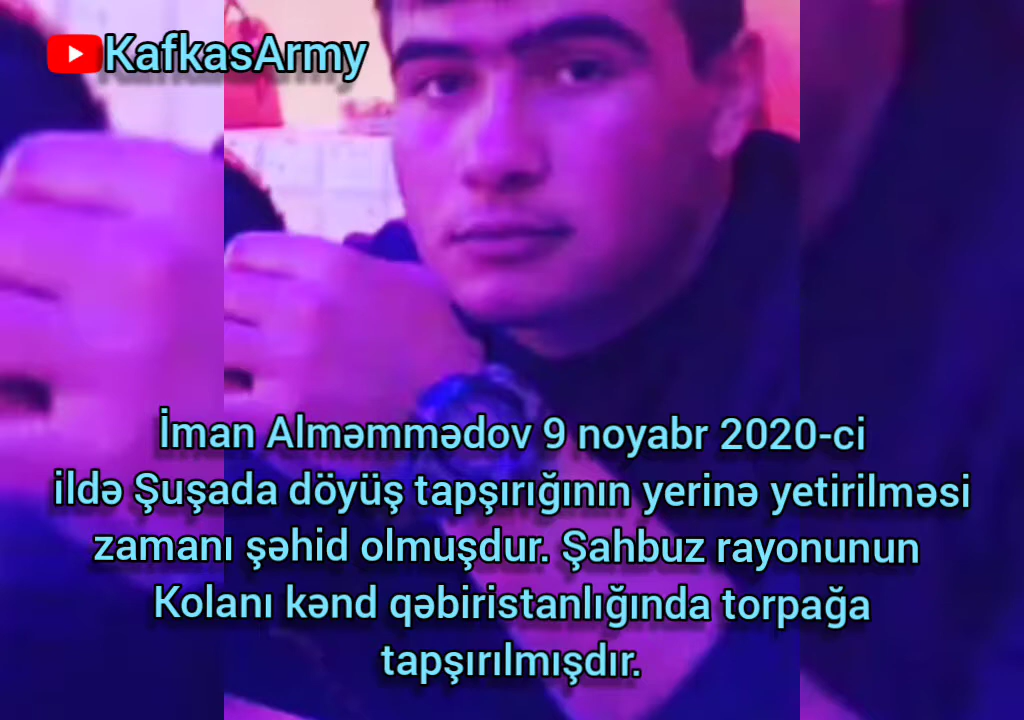 KafkasArmy
İman Alməmmədov 9 noyabr 2020-ci
ildə Şuşada döyüş tapşırığının yerinə yetirilməsi
zamanı şəhid olmuşdur. Şahbuz rayonunun
Kolanı kənd qəbiristanlığında torpağa
tapşırılmışdır.